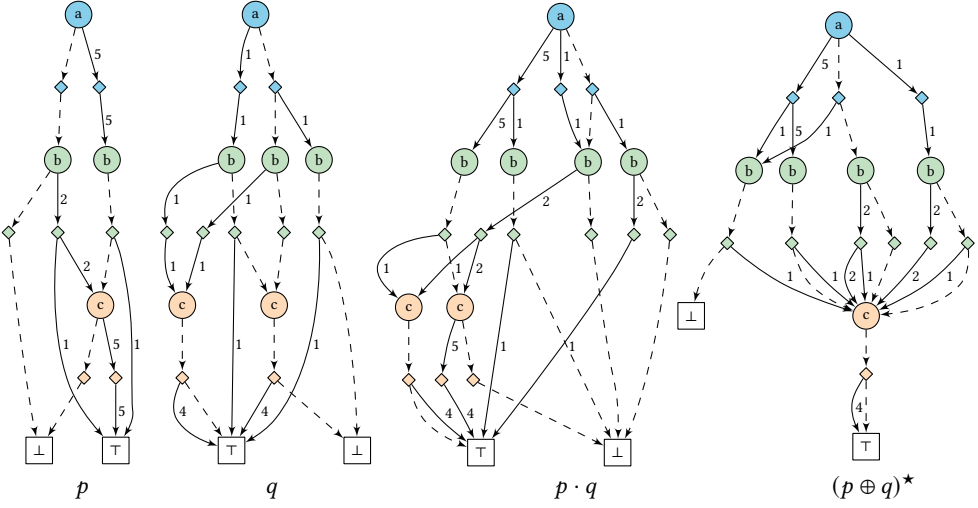 a a a a
5 1 5 1 5 1
5 1 1 5 1 1 1 1 5 1 1
b b b b b b b b b b b b b
2 1 1 2 2 2 2
2 1 1 1 1 2 1 1 2 1 2 1
c c c c c c
⊥
1 5 1 1 1 5 1 1
5 4 4 4 4 4
⊥ ⊤ ⊤ ⊥ ⊤ ⊥ ⊤
p q p · q (p ⊕ q)★